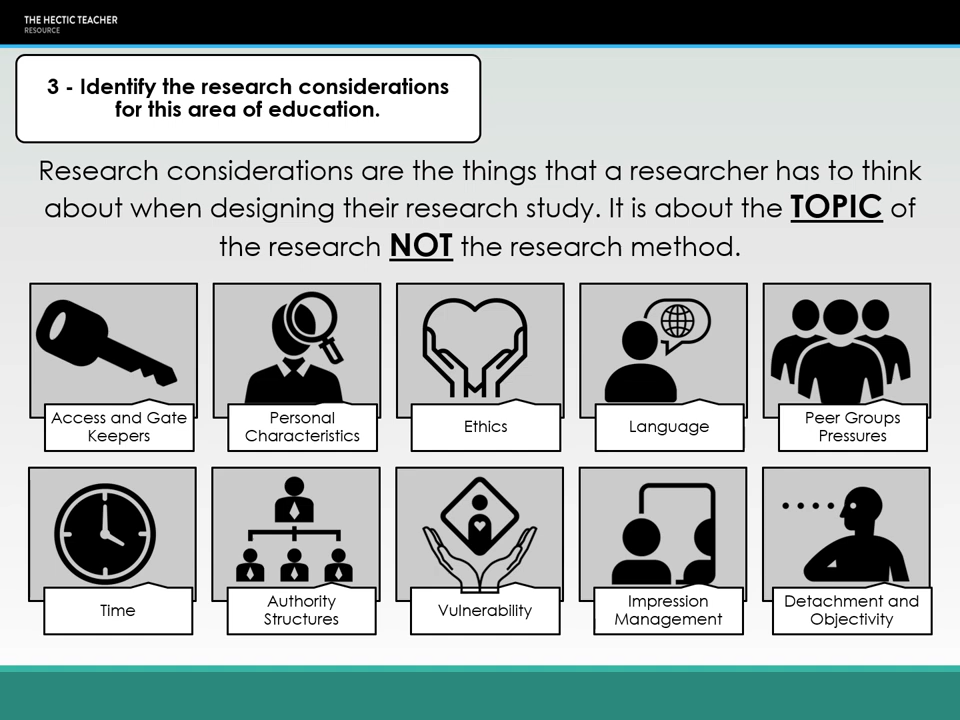 THE HECTIC TEACHER
RESOURCE
3 - Identify the research considerations
for this area of education.
Research considerations are the things that a researcher has to think
about when designing their research study. It is about the TOPIC of
the research NOT the research method.
Access and Gate
Keepers
Personal
Characteristics
Ethics
Language
Peer Groups
Pressures
Time
Authority
Structures
Vulnerability
Impression
Management
Detachment and
Objectivity